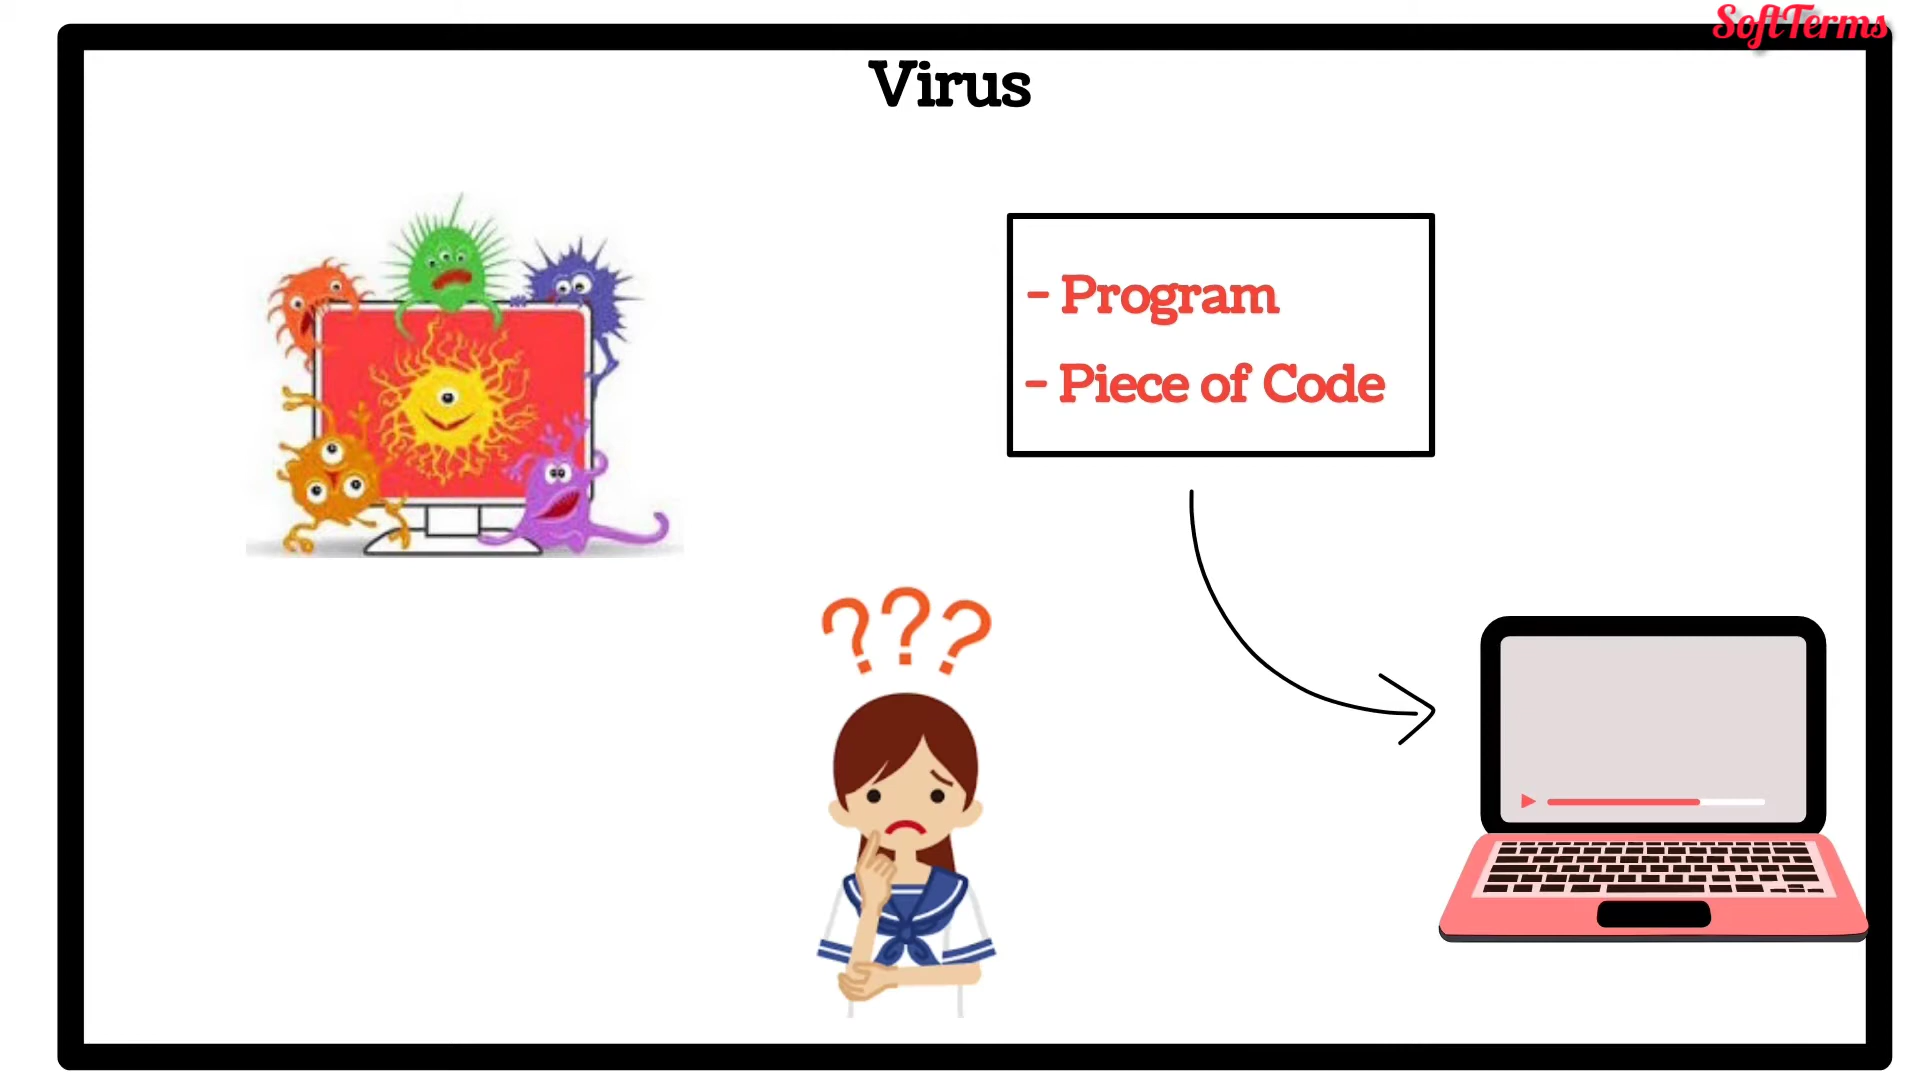 SoftTerms
Virus
- Program
- Piece of Code
???